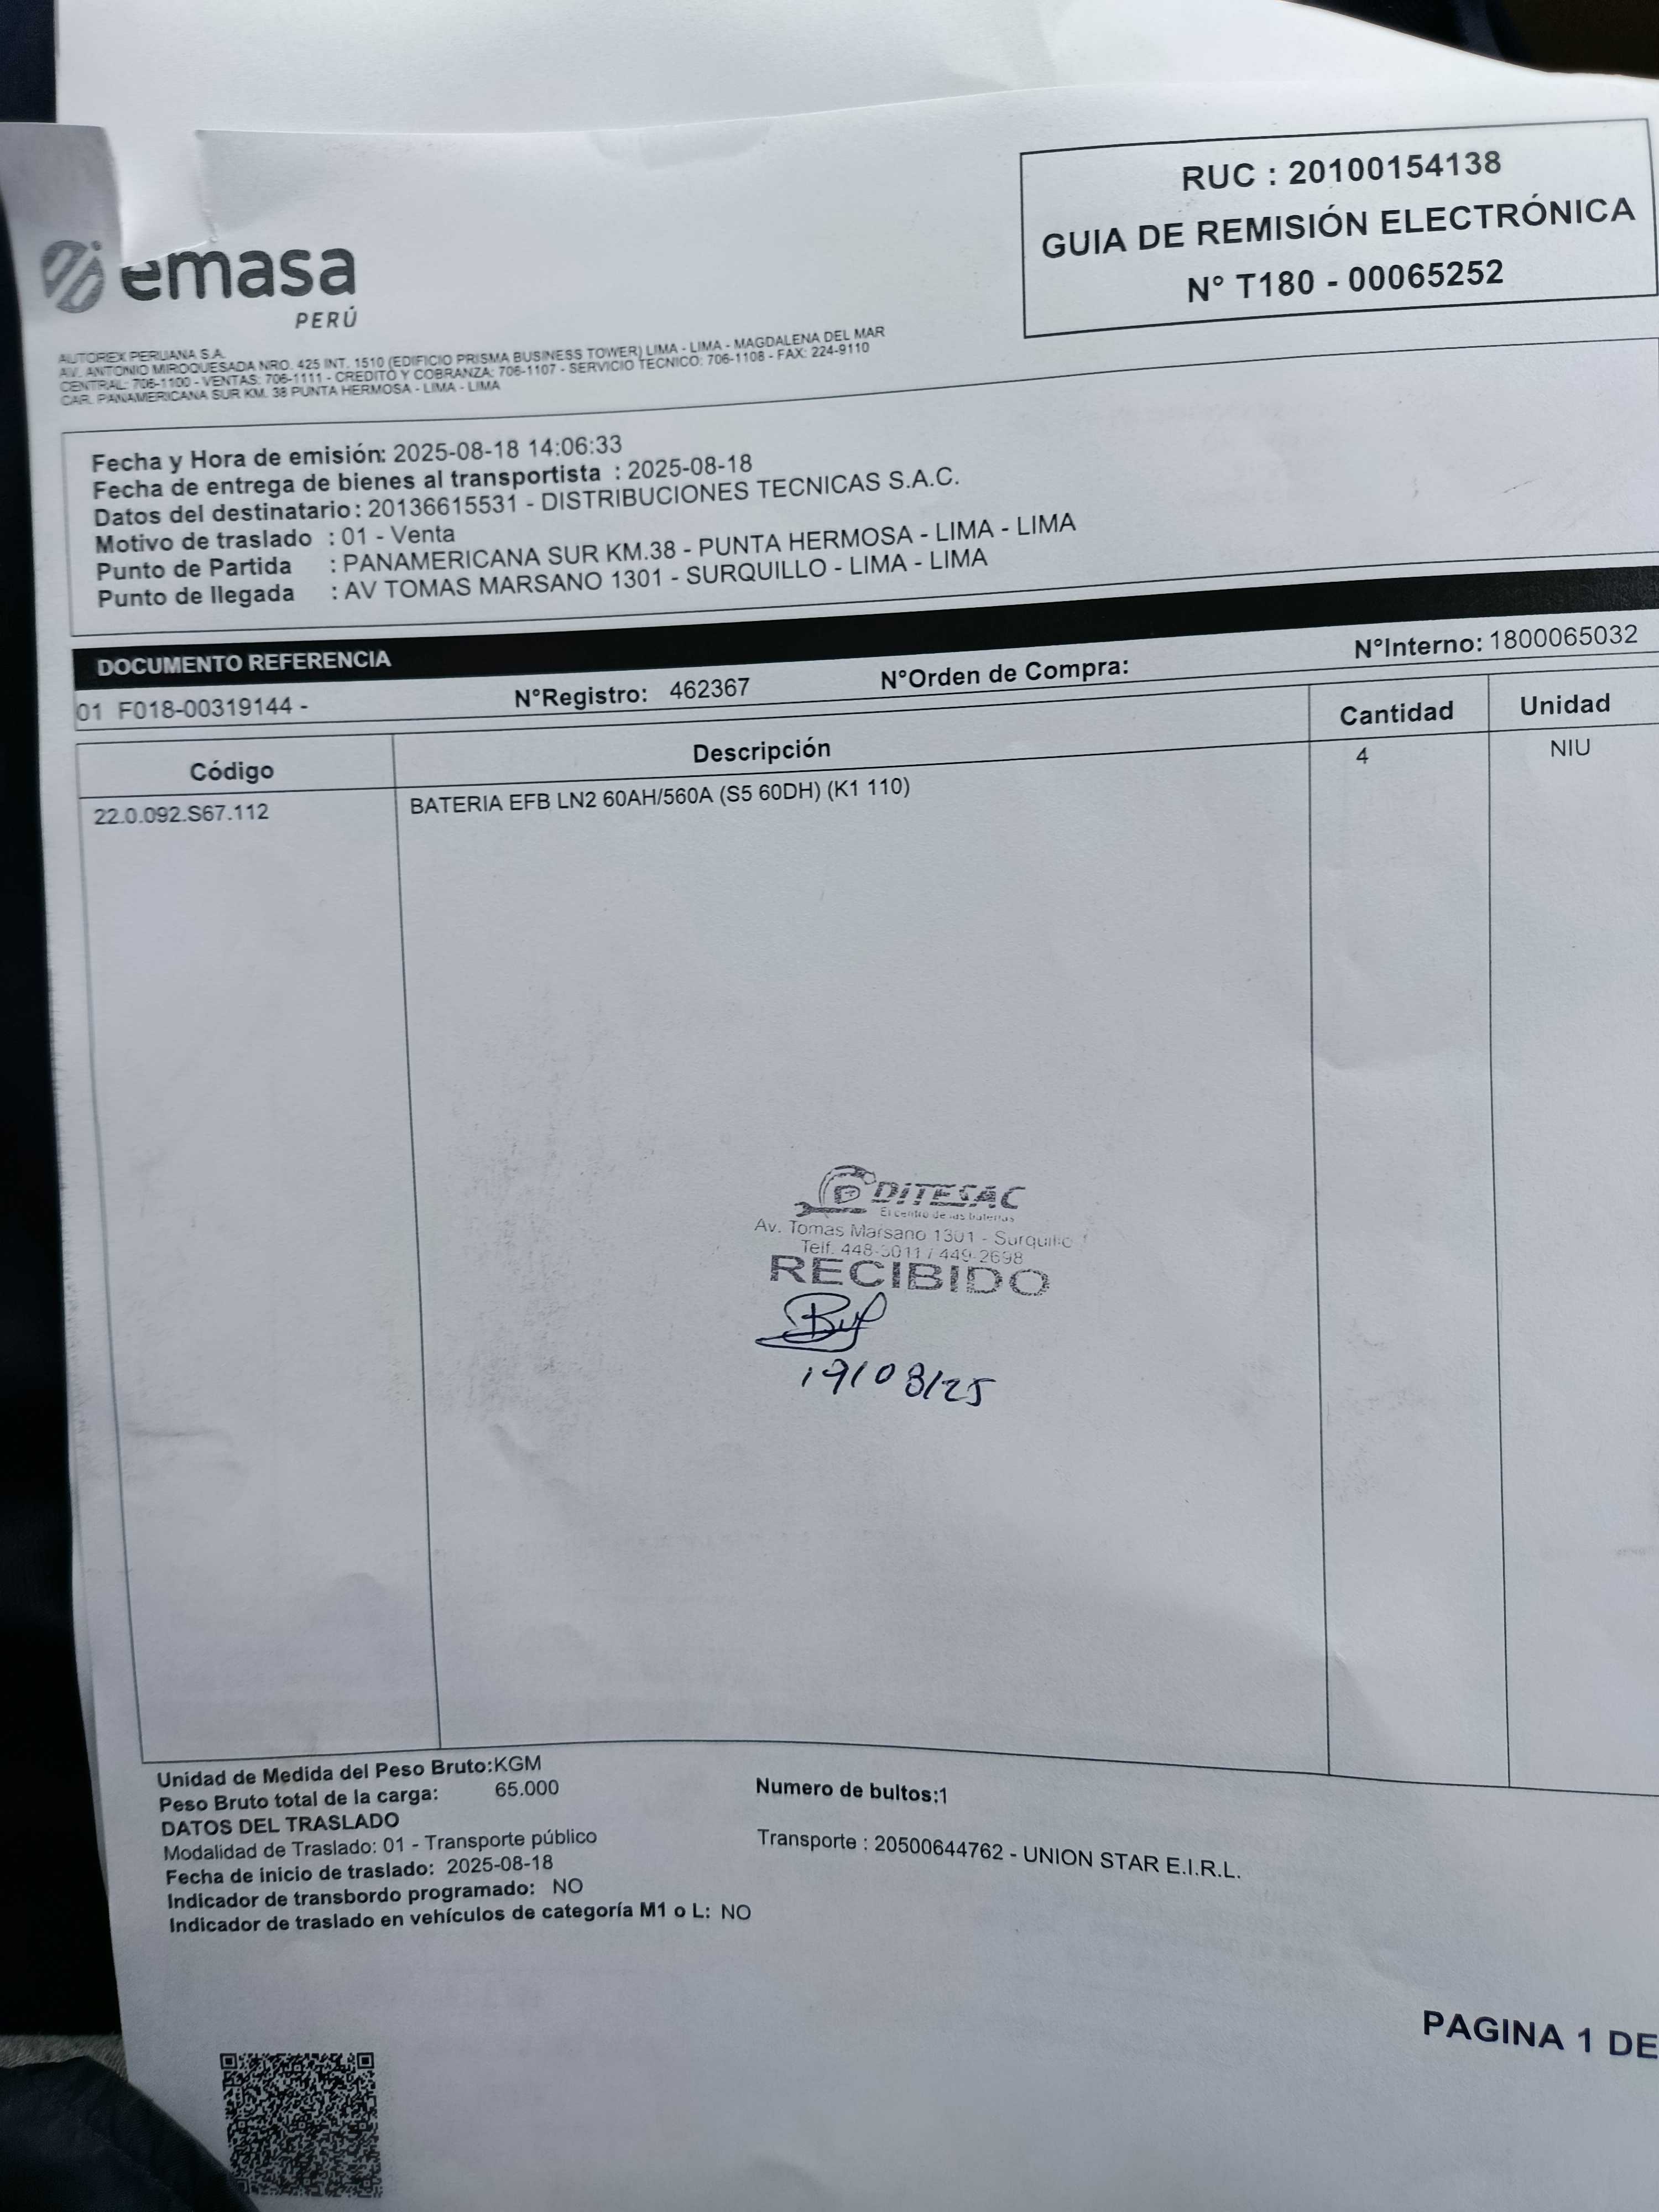 RUC : 20100154138
GUIA DE REMISIÓN ELECTRÓNICA
N° T180 - 00065252
emasa
PERÚ
AUTOREX PERUANA S.A.
AV. ANTONIO MIROQUESADA NRO. 425 INT. 1510 (EDIFICIO PRISMA BUSINESS TOWER) LIMA - LIMA - MAGDALENA DEL MAR
CENTRAL: 706-1100 - VENTAS: 706-1111 - CREDITO Y COBRANZA: 706-1107 - SERVICIO TECNICO: 706-1108 - FAX: 224-9110
CAR. PANAMERICANA SUR KM. 38 PUNTA HERMOSA - LIMA - LIMA
Fecha y Hora de emisión: 2025-08-18 14:06:33
Fecha de entrega de bienes al transportista : 2025-08-18
Datos del destinatario: 20136615531 - DISTRIBUCIONES TECNICAS S.A.C.
Motivo de traslado : 01 - Venta
Punto de Partida : PANAMERICANA SUR KM.38 - PUNTA HERMOSA - LIMA - LIMA
Punto de llegada : AV TOMAS MARSANO 1301 - SURQUILLO - LIMA - LIMA
DOCUMENTO REFERENCIA
01 F018-00319144 - N°Registro: 462367 N°Orden de Compra: N°Interno: 1800065032
Código Descripción Cantidad Unidad
22.0.092.S67.112 BATERIA EFB LN2 60AH/560A (S5 60DH) (K1 110) 4 NIU
DITESAC
El centro de las baterias
Av. Tomas Marsano 1301 - Surquillo
Telf. 448-3011 / 449-2698
RECIBIDO
19/08/25
Unidad de Medida del Peso Bruto:KGM
Peso Bruto total de la carga: 65.000 Numero de bultos:1
DATOS DEL TRASLADO
Modalidad de Traslado: 01 - Transporte público Transporte : 20500644762 - UNION STAR E.I.R.L.
Fecha de inicio de traslado: 2025-08-18
Indicador de transbordo programado: NO
Indicador de traslado en vehículos de categoría M1 o L: NO
PAGINA 1 DE